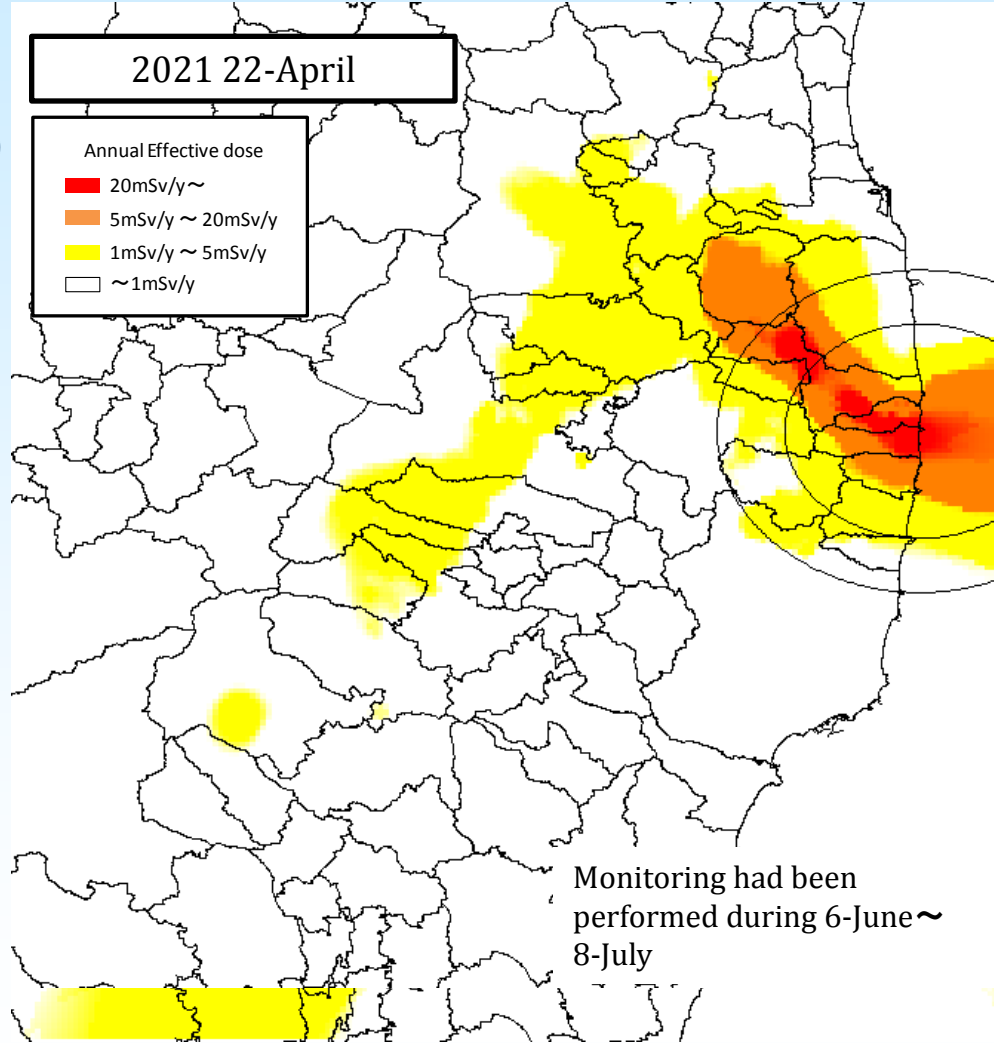 2021 22-April
Annual Effective dose
20mSv/y～
5mSv/y～20mSv/y
1mSv/y～5mSv/y
～1mSv/y
Monitoring had been
performed during 6-June～
8-July